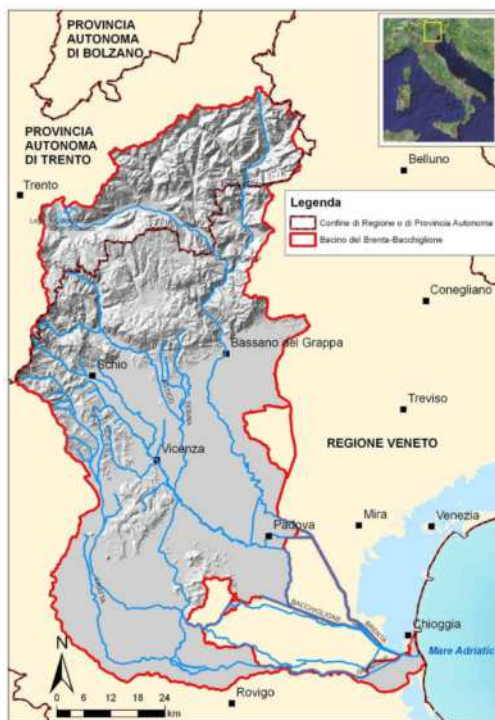 PROVINCIA
AUTONOMA
DI BOLZANO
PROVINCIA
AUTONOMA
DI TRENTO
Trento
Belluno
Legenda
Confine di Regione o di Provincia Autonoma
Bacino del Brenta-Bacchiglione
Conegliano
Bassano del Grappa
Schio
Treviso
REGIONE VENETO
Vicenza
Padova
Mira
Venezia
BACCHIGLIONE
BRENTA
Chioggia
Mare Adriatic
N
0 6 12 18 24
km
Rovigo